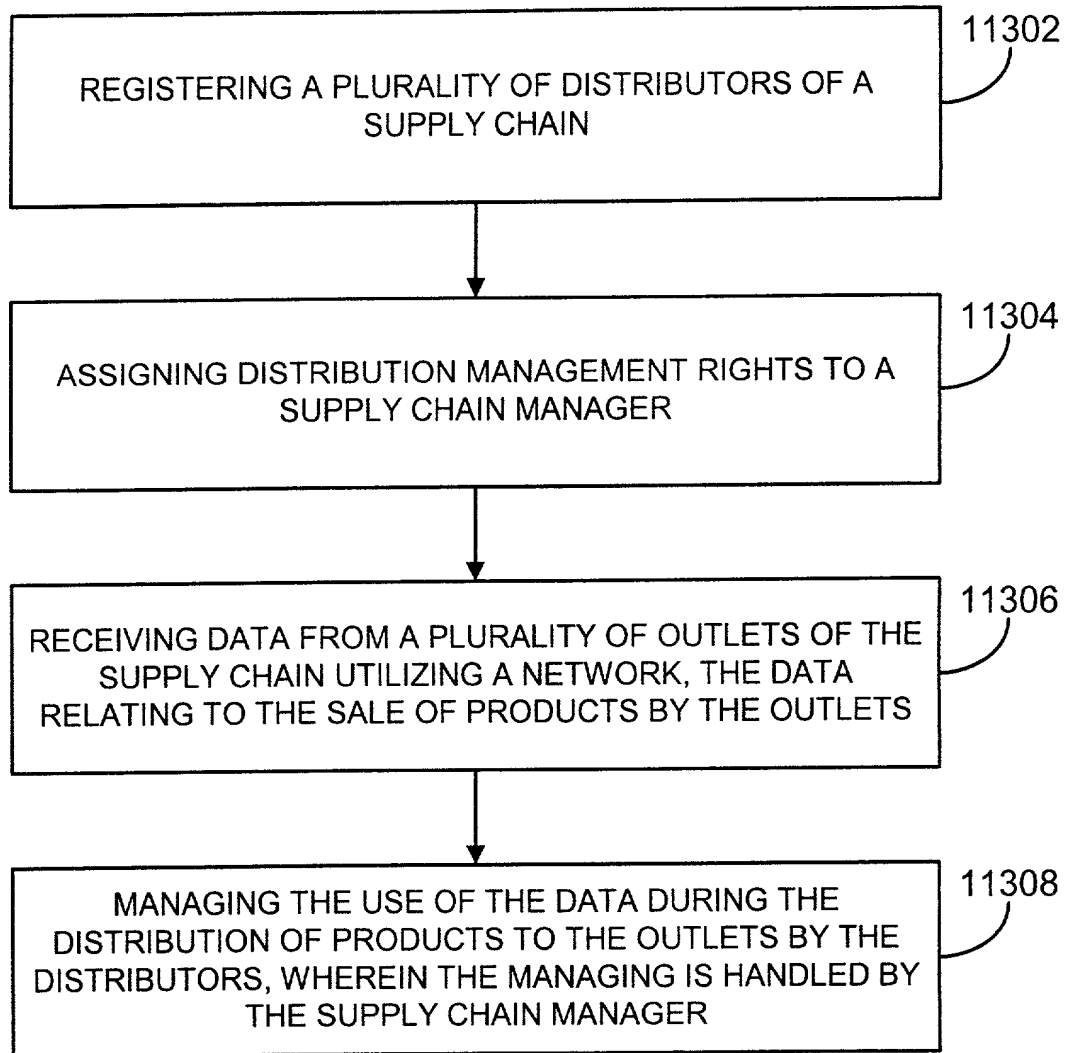 11302
REGISTERING A PLURALITY OF DISTRIBUTORS OF A
SUPPLY CHAIN
11304
ASSIGNING DISTRIBUTION MANAGEMENT RIGHTS TO A
SUPPLY CHAIN MANAGER
11306
RECEIVING DATA FROM A PLURALITY OF OUTLETS OF THE
SUPPLY CHAIN UTILIZING A NETWORK, THE DATA
RELATING TO THE SALE OF PRODUCTS BY THE OUTLETS
11308
MANAGING THE USE OF THE DATA DURING THE
DISTRIBUTION OF PRODUCTS TO THE OUTLETS BY THE
DISTRIBUTORS, WHEREIN THE MANAGING IS HANDLED BY
THE SUPPLY CHAIN MANAGER